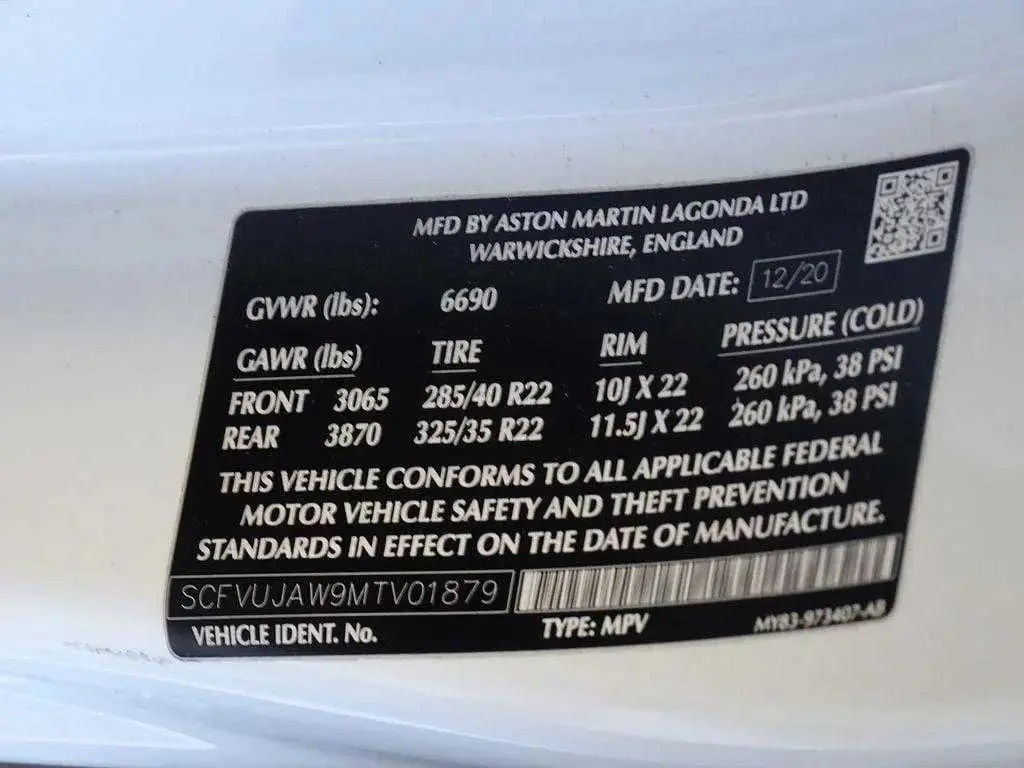 MFD BY ASTON MARTIN LAGONDA LTD
WARWICKSHIRE, ENGLAND
GVWR (lbs): 6690 MFD DATE: 12/20
GAWR (lbs) TIRE RIM PRESSURE (COLD)
FRONT 3065 285/40 R22 10J X 22 260 kPa, 38 PSI
REAR 3870 325/35 R22 11.5J X 22 260 kPa, 38 PSI
THIS VEHICLE CONFORMS TO ALL APPLICABLE FEDERAL
MOTOR VEHICLE SAFETY AND THEFT PREVENTION
STANDARDS IN EFFECT ON THE DATE OF MANUFACTURE.
SCFVUJAW9MTV01879
VEHICLE IDENT. No. TYPE: MPV MY83-973407-AB